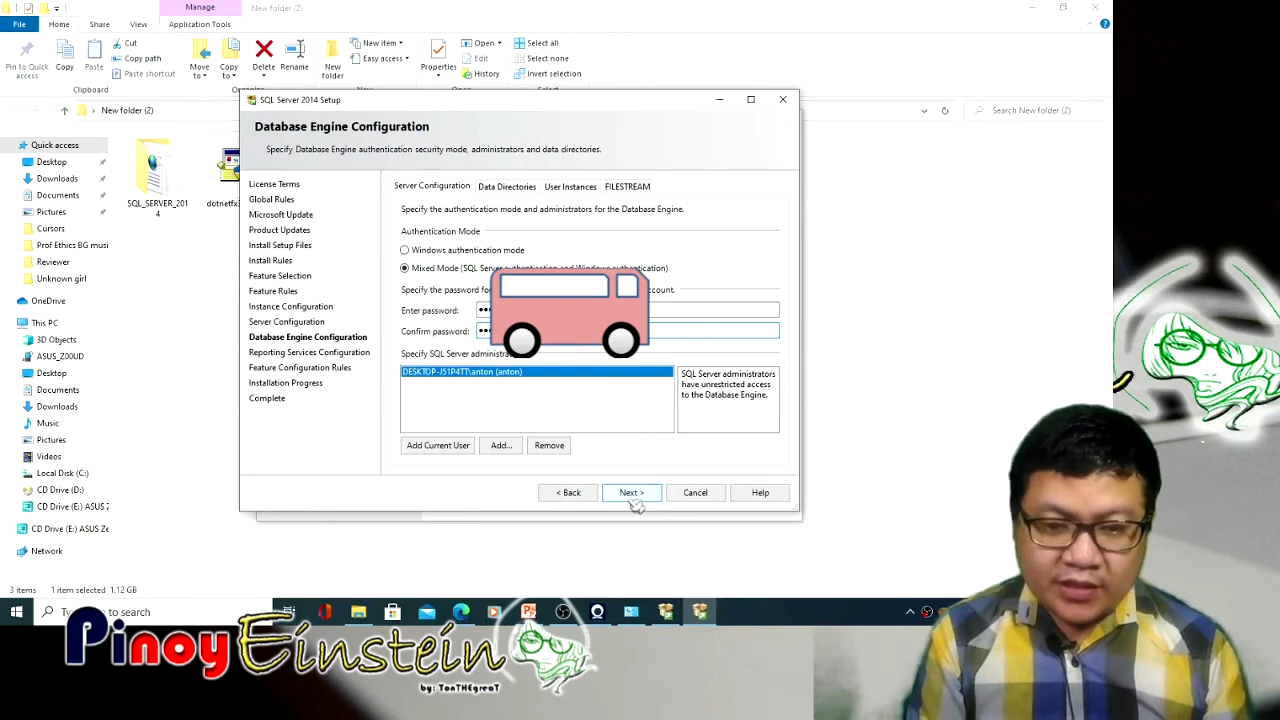 Manage
New folder (2)
File
Home
Share
View
Application Tools
Pin to Quick access
Copy
Paste
Cut
Copy path
Paste shortcut
Clipboard
Move to
Copy to
Delete
Rename
New folder
New item
Easy access
Properties
Open
Edit
History
Select all
Select none
Invert selection
New folder (2)
Search New folder (2)
Quick access
Desktop
Downloads
Documents
Pictures
Cursors
Prof Ethics BG musi
Reviewer
Unknown girl
OneDrive
This PC
3D Objects
ASUS_Z00UD
Desktop
Documents
Downloads
Music
Pictures
Videos
Local Disk (C:)
CD Drive (D:)
CD Drive (E:) ASUS Z
CD Drive (E:) ASUS Zen
Network
SQL_SERVER_2014
dotnetfx3
SQL Server 2014 Setup
Database Engine Configuration
Specify Database Engine authentication security mode, administrators and data directories.
License Terms
Global Rules
Microsoft Update
Product Updates
Install Setup Files
Install Rules
Feature Selection
Feature Rules
Instance Configuration
Server Configuration
Database Engine Configuration
Reporting Services Configuration
Feature Configuration Rules
Installation Progress
Complete
Server Configuration
Data Directories
User Instances
FILESTREAM
Specify the authentication mode and administrators for the Database Engine.
Authentication Mode
Windows authentication mode
Mixed Mode (SQL Server authentication and Windows authentication)
Specify the password for
count.
Enter password:
Confirm password:
Specify SQL Server administra
DESKTOP-J51P4TT\anton (anton)
SQL Server administrators
have unrestricted access
to the Database Engine.
Add Current User
Add...
Remove
< Back
Next >
Cancel
Help
3 items
1 item selected 1.12 GB
to search
Pinoy Einstein
by: TonTHEgreaT